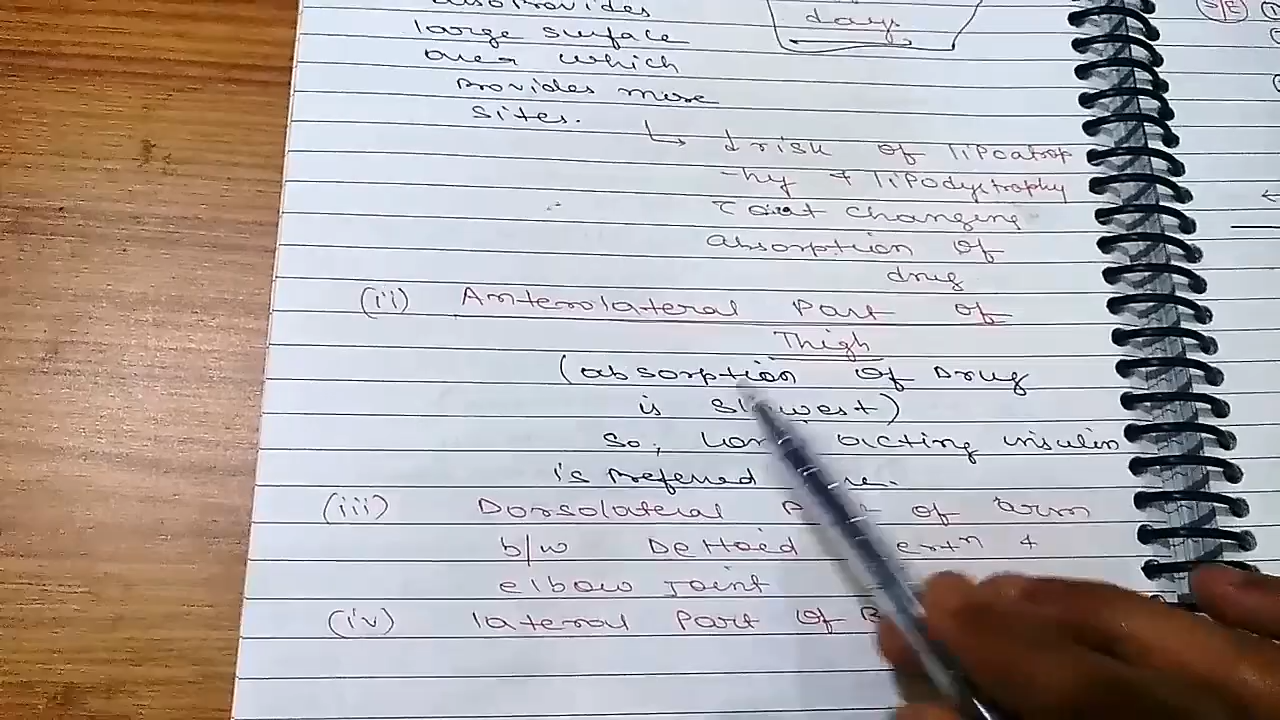 large surface
area which
provides more
sites.
days
↳ ↓ risk of lipoatrop
-hy & lipodystrophy
changing
absorption of
drug
(ii) Anterolateral Part of
Thigh
(absorption of Drug
is slowest)
So, acting insulin
is preferred
(iii) Dorsolateral of arm
b/w Deltoid &
elbow Joint
(iv) lateral Part of